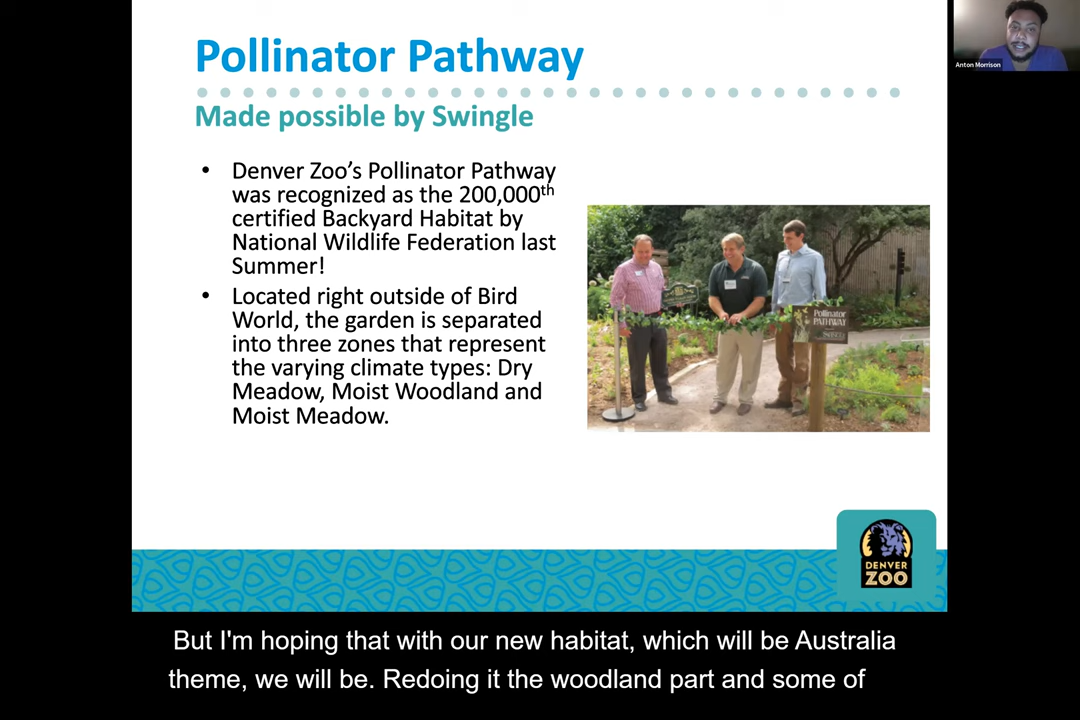 Pollinator Pathway
Anton Morrison
Made possible by Swingle
• Denver Zoo's Pollinator Pathway
was recognized as the 200,000th
certified Backyard Habitat by
National Wildlife Federation last
Summer!
• Located right outside of Bird
World, the garden is separated
into three zones that represent
the varying climate types: Dry
Meadow, Moist Woodland and
Moist Meadow.
Pollinator
PATHWAY
DENVER
ZOO
But I'm hoping that with our new habitat, which will be Australia
theme, we will be. Redoing it the woodland part and some of